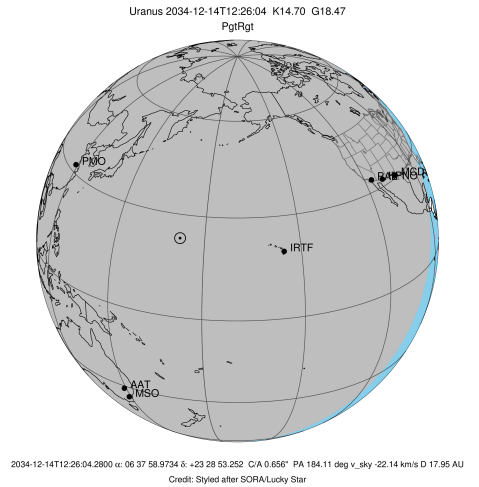 Uranus 2034-12-14T12:26:04 K14.70 G18.47
PgtRgt
PMO
MGD
IRTF
AAT
MSO
2034-12-14T12:26:04.2800 α: 06 37 58.9734 δ: +23 28 53.252 C/A 0.656" PA 184.11 deg v_sky -22.14 km/s D 17.95 AU
Credit: Styled after SORA/Lucky Star